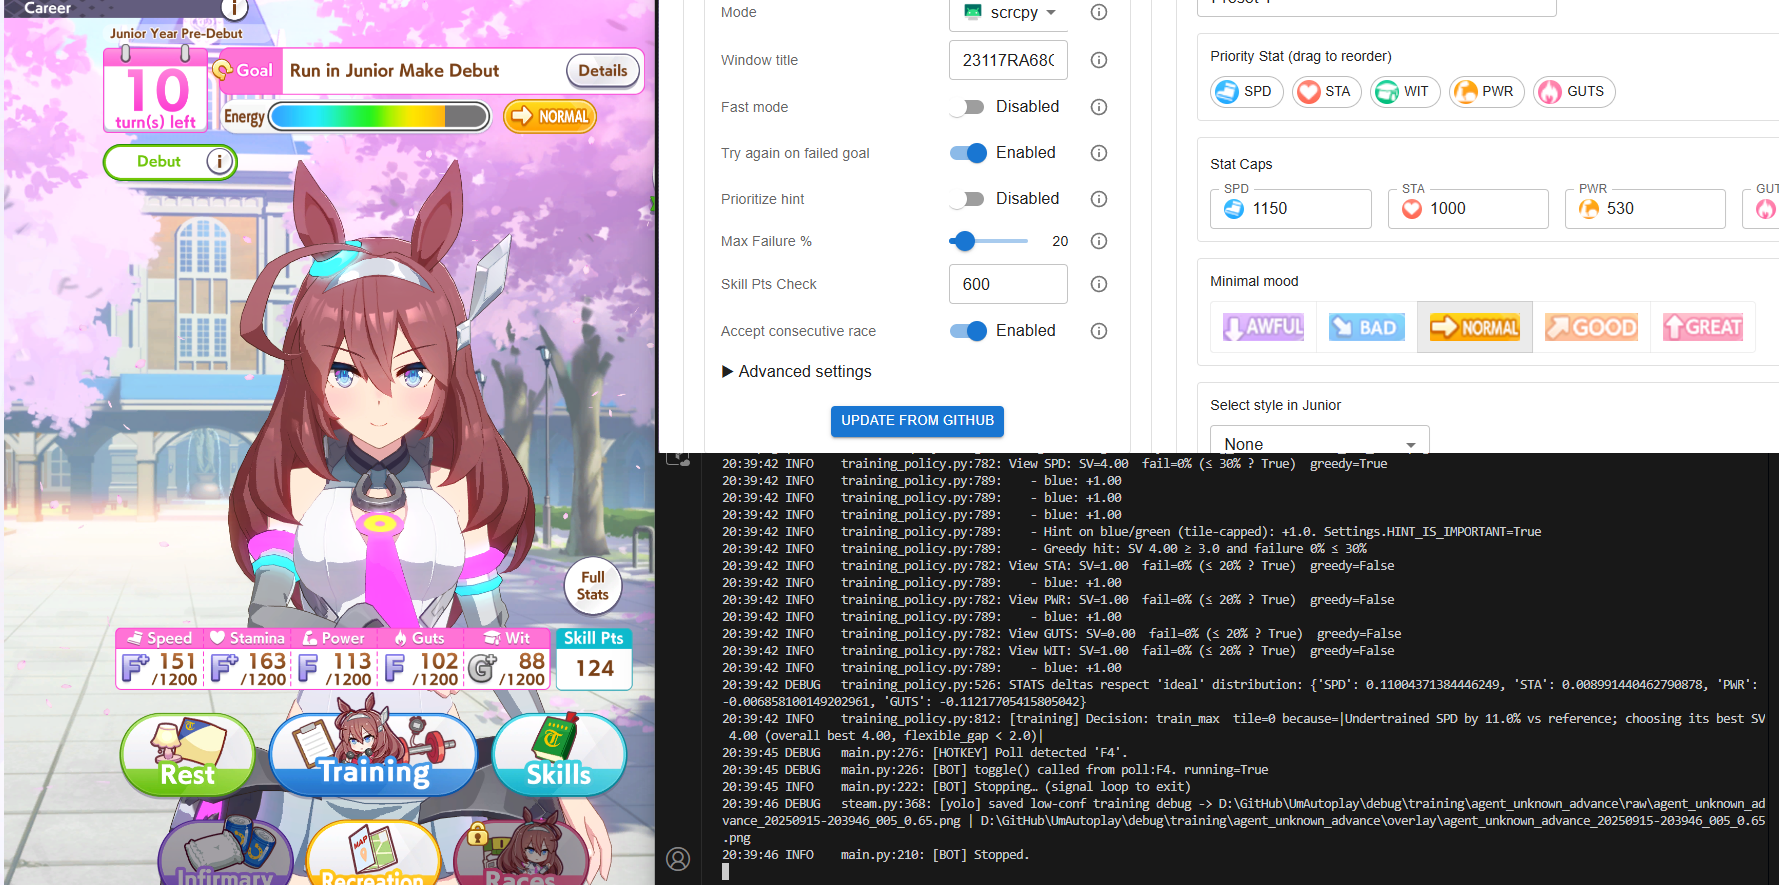 Career
i
Junior Year Pre-Debut
10
turn(s) left
Goal
Run in Junior Make Debut
Details
Energy
NORMAL
Debut
i
Full
Stats
Speed
Stamina
Power
Guts
Wit
Skill Pts
F+ 151
/1200
F+ 163
/1200
F 113
/1200
F 102
/1200
G+ 88
/1200
124
Rest
Training
Skills
Infirmary
MAP
Recreation
Races
Mode
scrcpy
Window title
23117RA68
Fast mode
Disabled
Try again on failed goal
Enabled
Prioritize hint
Disabled
Max Failure %
20
Skill Pts Check
600
Accept consecutive race
Enabled
▶ Advanced settings
UPDATE FROM GITHUB
Priority Stat (drag to reorder)
SPD
STA
WIT
PWR
GUTS
Stat Caps
SPD
1150
STA
1000
PWR
530
GUT
Minimal mood
AWFUL
BAD
NORMAL
GOOD
GREAT
Select style in Junior
None
20:39:42 INFO training_policy.py:782: View SPD: SV=4.00 fail=0% (≤ 30% ? True) greedy=True
20:39:42 INFO training_policy.py:789: - blue: +1.00
20:39:42 INFO training_policy.py:789: - blue: +1.00
20:39:42 INFO training_policy.py:789: - blue: +1.00
20:39:42 INFO training_policy.py:789: - Hint on blue/green (tile-capped): +1.0. Settings.HINT_IS_IMPORTANT=True
20:39:42 INFO training_policy.py:789: - Greedy hit: SV 4.00 ≥ 3.0 and failure 0% ≤ 30%
20:39:42 INFO training_policy.py:782: View STA: SV=1.00 fail=0% (≤ 20% ? True) greedy=False
20:39:42 INFO training_policy.py:789: - blue: +1.00
20:39:42 INFO training_policy.py:782: View PWR: SV=1.00 fail=0% (≤ 20% ? True) greedy=False
20:39:42 INFO training_policy.py:789: - blue: +1.00
20:39:42 INFO training_policy.py:782: View GUTS: SV=0.00 fail=0% (≤ 20% ? True) greedy=False
20:39:42 INFO training_policy.py:782: View WIT: SV=1.00 fail=0% (≤ 20% ? True) greedy=False
20:39:42 INFO training_policy.py:789: - blue: +1.00
20:39:42 DEBUG training_policy.py:526: STATS deltas respect 'ideal' distribution: {'SPD': 0.11004371384446249, 'STA': 0.008991440462790878, 'PWR':
-0.006858100149202961, 'GUTS': -0.11217705415805042}
20:39:42 INFO training_policy.py:812: [training] Decision: train_max tile=0 because=|Undertrained SPD by 11.0% vs reference; choosing its best SV
4.00 (overall best 4.00, flexible_gap < 2.0)|
20:39:45 DEBUG main.py:276: [HOTKEY] Poll detected 'F4'.
20:39:45 DEBUG main.py:226: [BOT] toggle() called from poll:F4. running=True
20:39:45 INFO main.py:222: [BOT] Stopping… (signal loop to exit)
20:39:46 DEBUG steam.py:368: [yolo] saved low-conf training debug -> D:\GitHub\UmAutoplay\debug\training\agent_unknown_advance\raw\agent_unknown_ad
vance_20250915-203946_005_0.65.png | D:\GitHub\UmAutoplay\debug\training\agent_unknown_advance\overlay\agent_unknown_advance_20250915-203946_005_0.65
.png
20:39:46 INFO main.py:210: [BOT] Stopped.